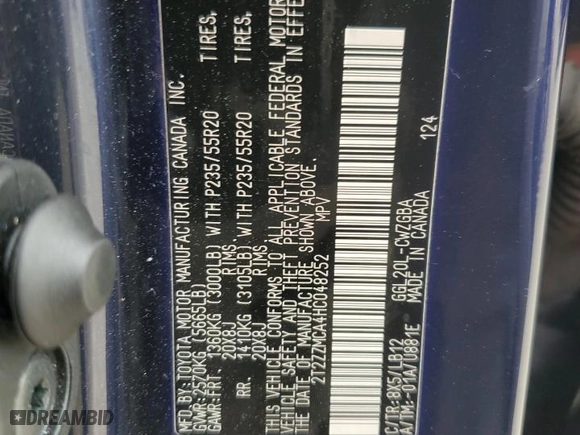 MFD.BY:TOYOTA MOTOR MANUFACTURING CANADA INC.
GVWR:2570KG (5665LB)
GAWR:FRT. 1360KG (3000LB) WITH P235/55R20 TIRES,
20X8J RIMS,
RR. 1410KG (3105LB) WITH P235/55R20 TIRES,
20X8J RIMS,
THIS VEHICLE CONFORMS TO ALL APPLICABLE FEDERAL MOTOR
VEHICLE SAFETY AND THEFT PREVENTION STANDARDS IN EFFE
ON THE DATE OF MANUFACTURE SHOWN ABOVE.
2T2ZZMCA4HC048252 MPV
C/TR:8X5/LB12 GGL20L-CWZGBA 124
A/TM:-01A/U881E MADE IN CANADA
DREAMBID